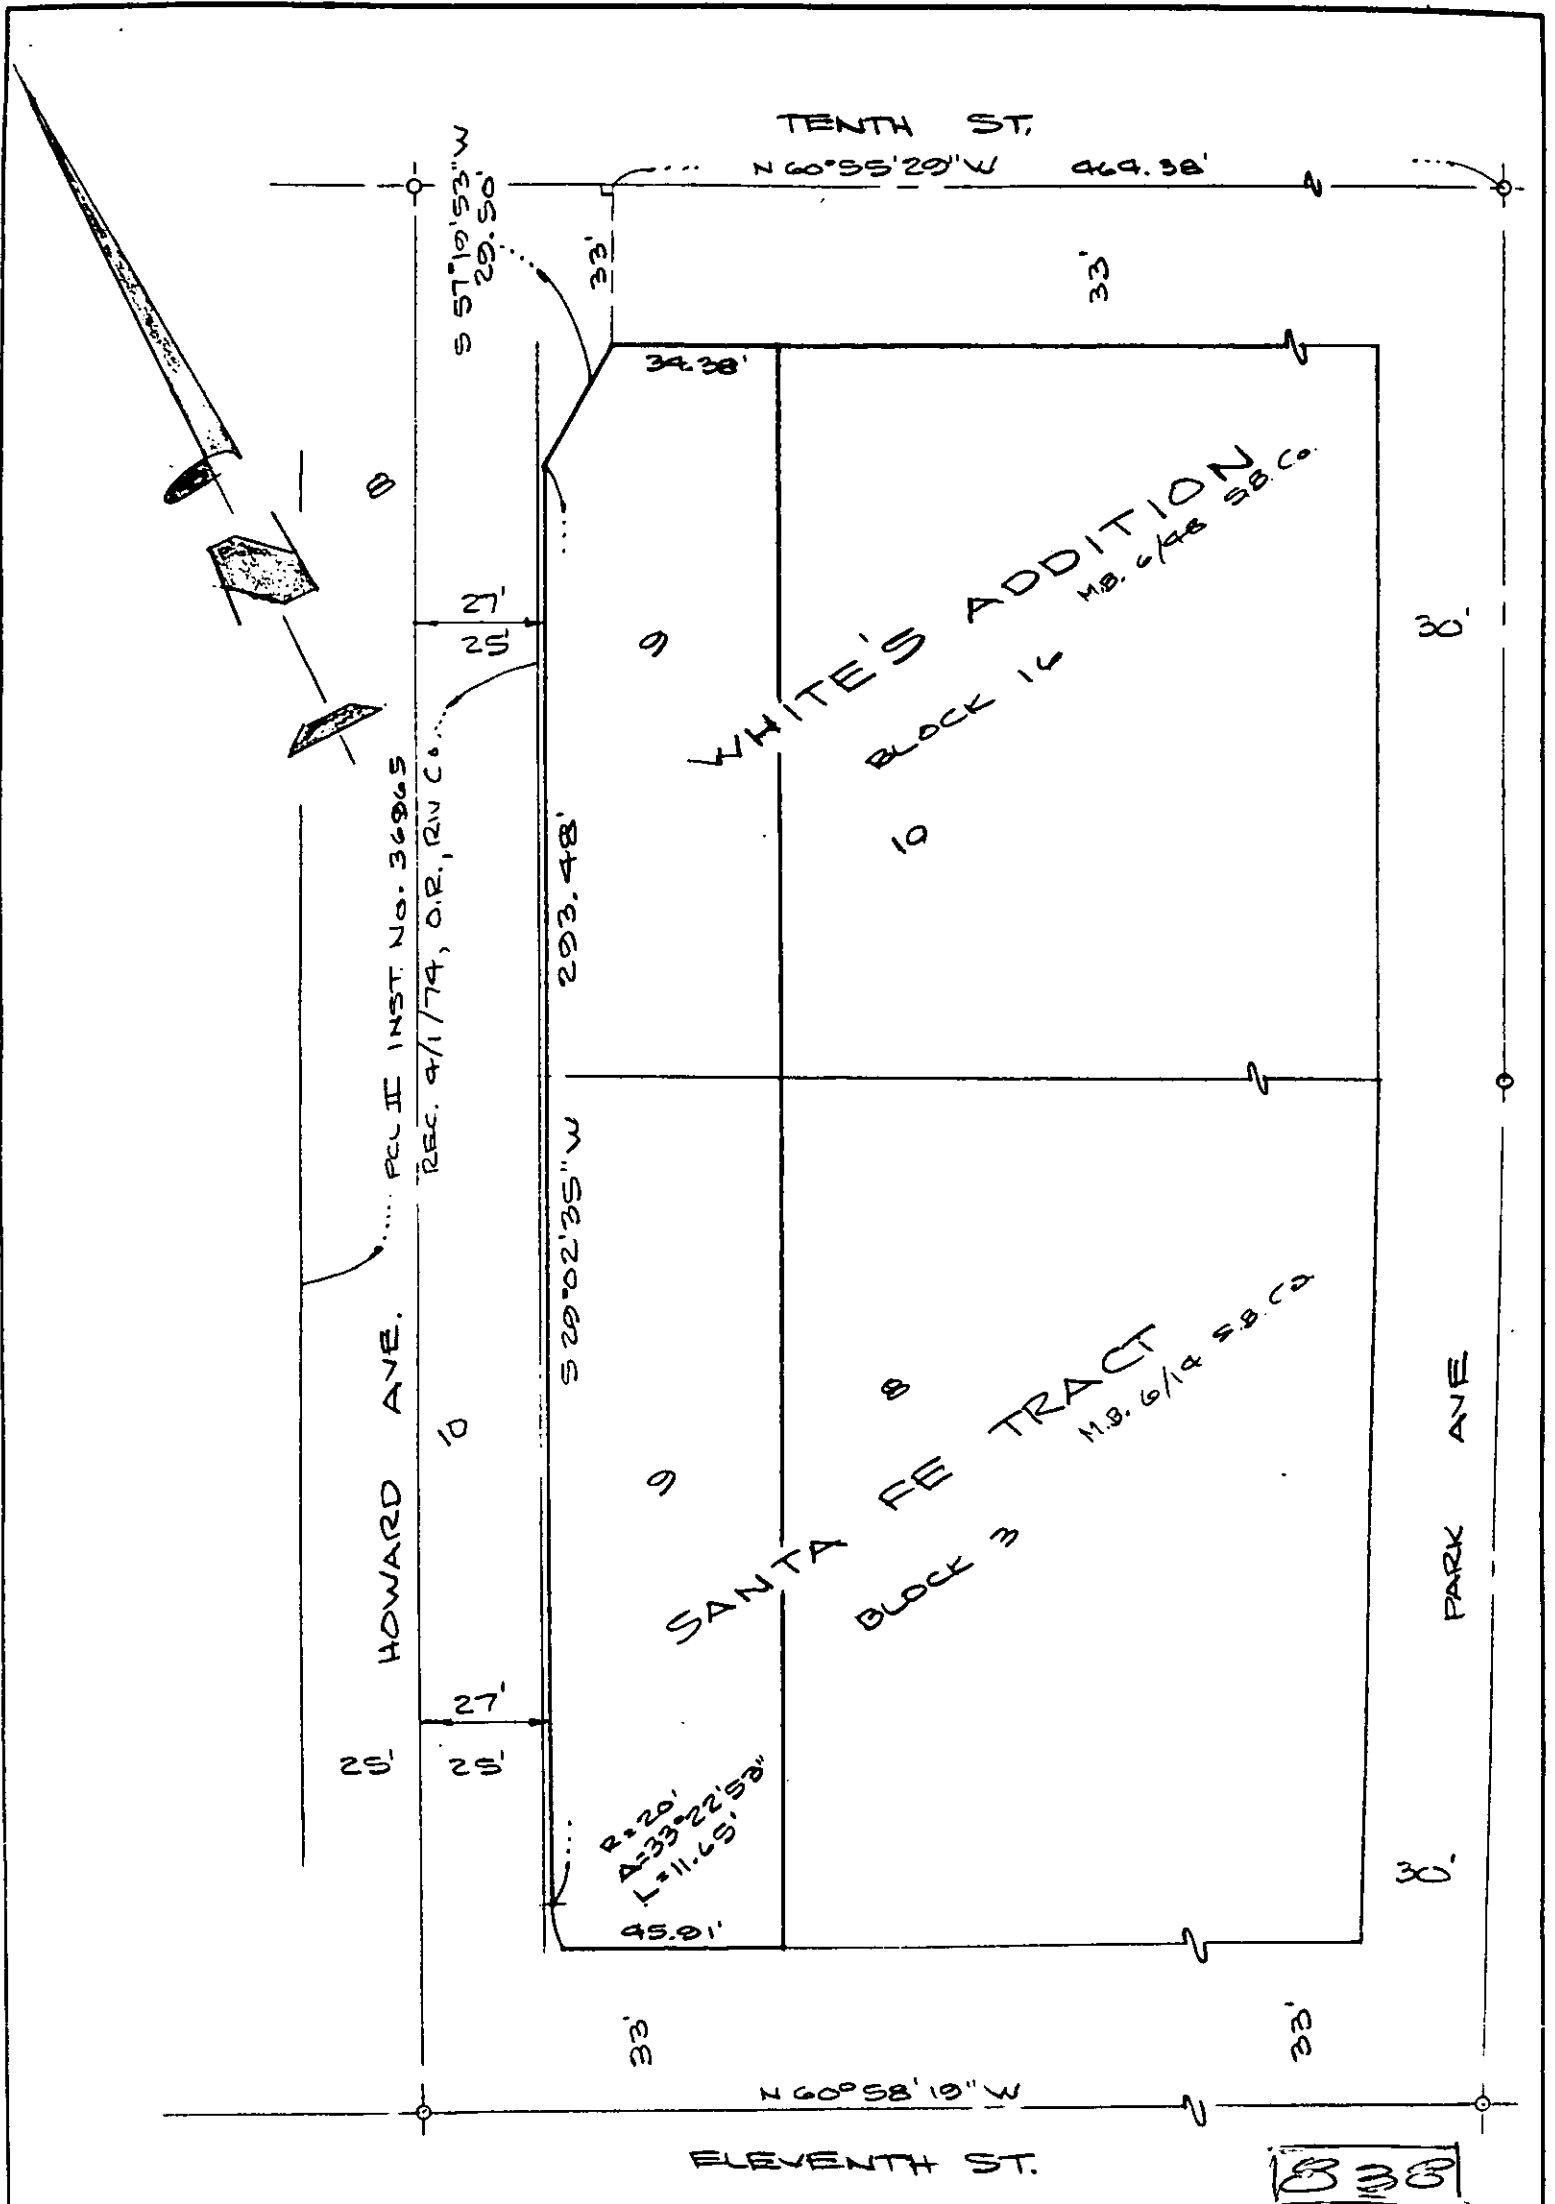 TENTH ST.
N 60°55'29" W 464.38'
S 57°19'53" W
29.50'
33'
33'
34.38'
8
27'
25'
9
WHITE'S ADDITION
M.B. 6/48 S.B. Co.
BLOCK 16
10
30'
PCL II INST. No. 36965
REC. 4/1/74, O.R., RIV Co.
293.48'
S 29°02'35" W
HOWARD AVE.
10
9
8
SANTA FE TRACT
M.B. 6/14 S.B. Co
BLOCK 3
PARK AVE
27'
25'
25'
R=20'
Δ=33°22'53"
L=11.65'
45.91'
30'
33'
33'
N 60°58'19" W
ELEVENTH ST.
838